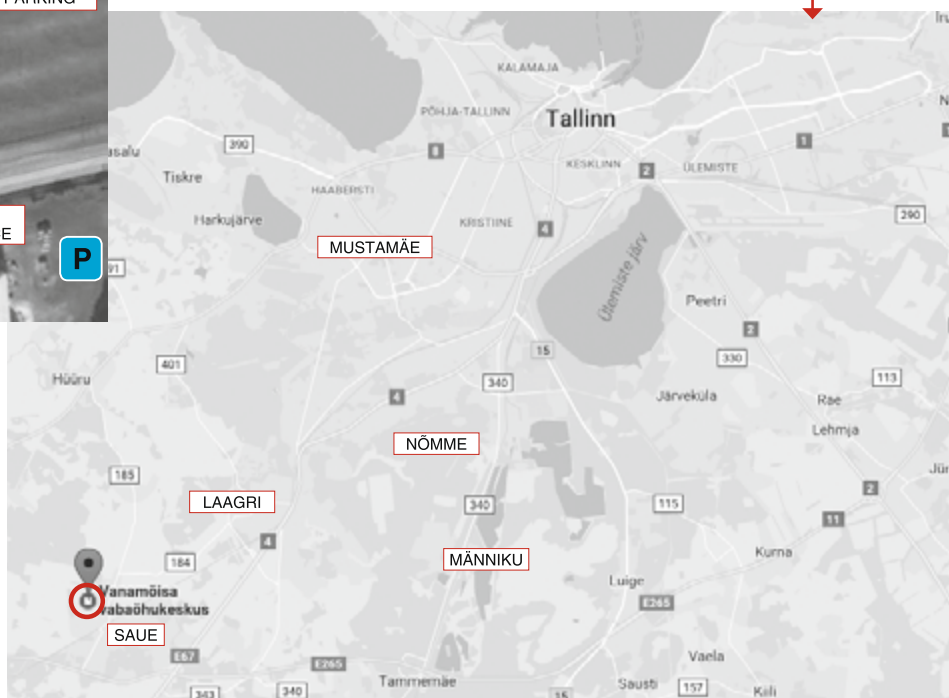 PARKING
KALAMAJA
PÕHJA-TALLINN
Tallinn
390
asalu
8
1
KESKLINN
2
ÜLEMISTE
Tiskre
HAABERSTI
Harkujärve
KRISTIINE
4
290
E
MUSTAMÄE
P
91
Ülemiste järv
Peetri
2
15
330
401
Hüüru
340
113
4
Järveküla
Rae
Lehmja
NÕMME
Jür
185
2
LAAGRI
340
115
11
4
184
MÄNNIKU
Kurna
Luige
Vanamõisa
vabaõhukeskus
E265
SAUE
E67
E265
Vaela
Tammemäe
Sausti
157
343
340
15
Kiili